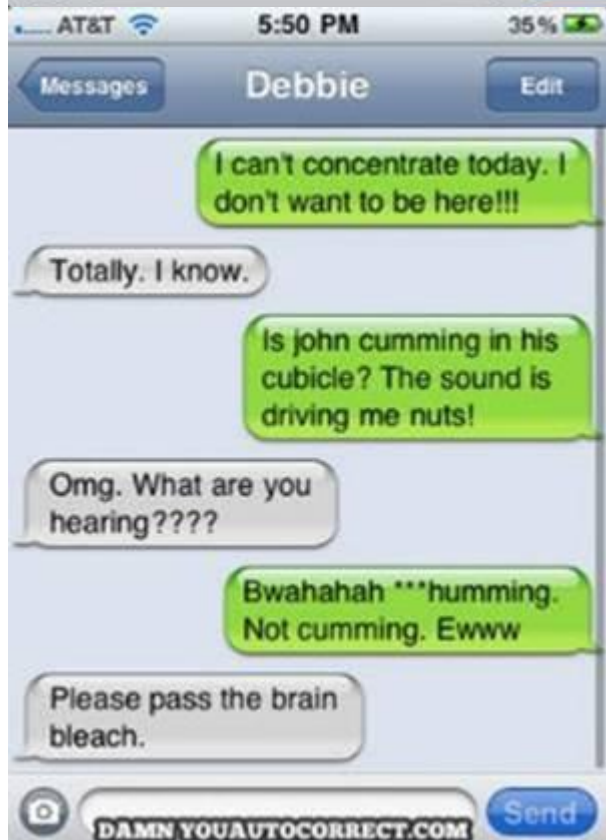 AT&T 5:50 PM 35%
Messages Debbie Edit
I can't concentrate today. I
don't want to be here!!!
Totally. I know.
Is john cumming in his
cubicle? The sound is
driving me nuts!
Omg. What are you
hearing????
Bwahahah ***humming.
Not cumming. Ewww
Please pass the brain
bleach.
Send
DAMN YOUAUTOCORRECT.COM